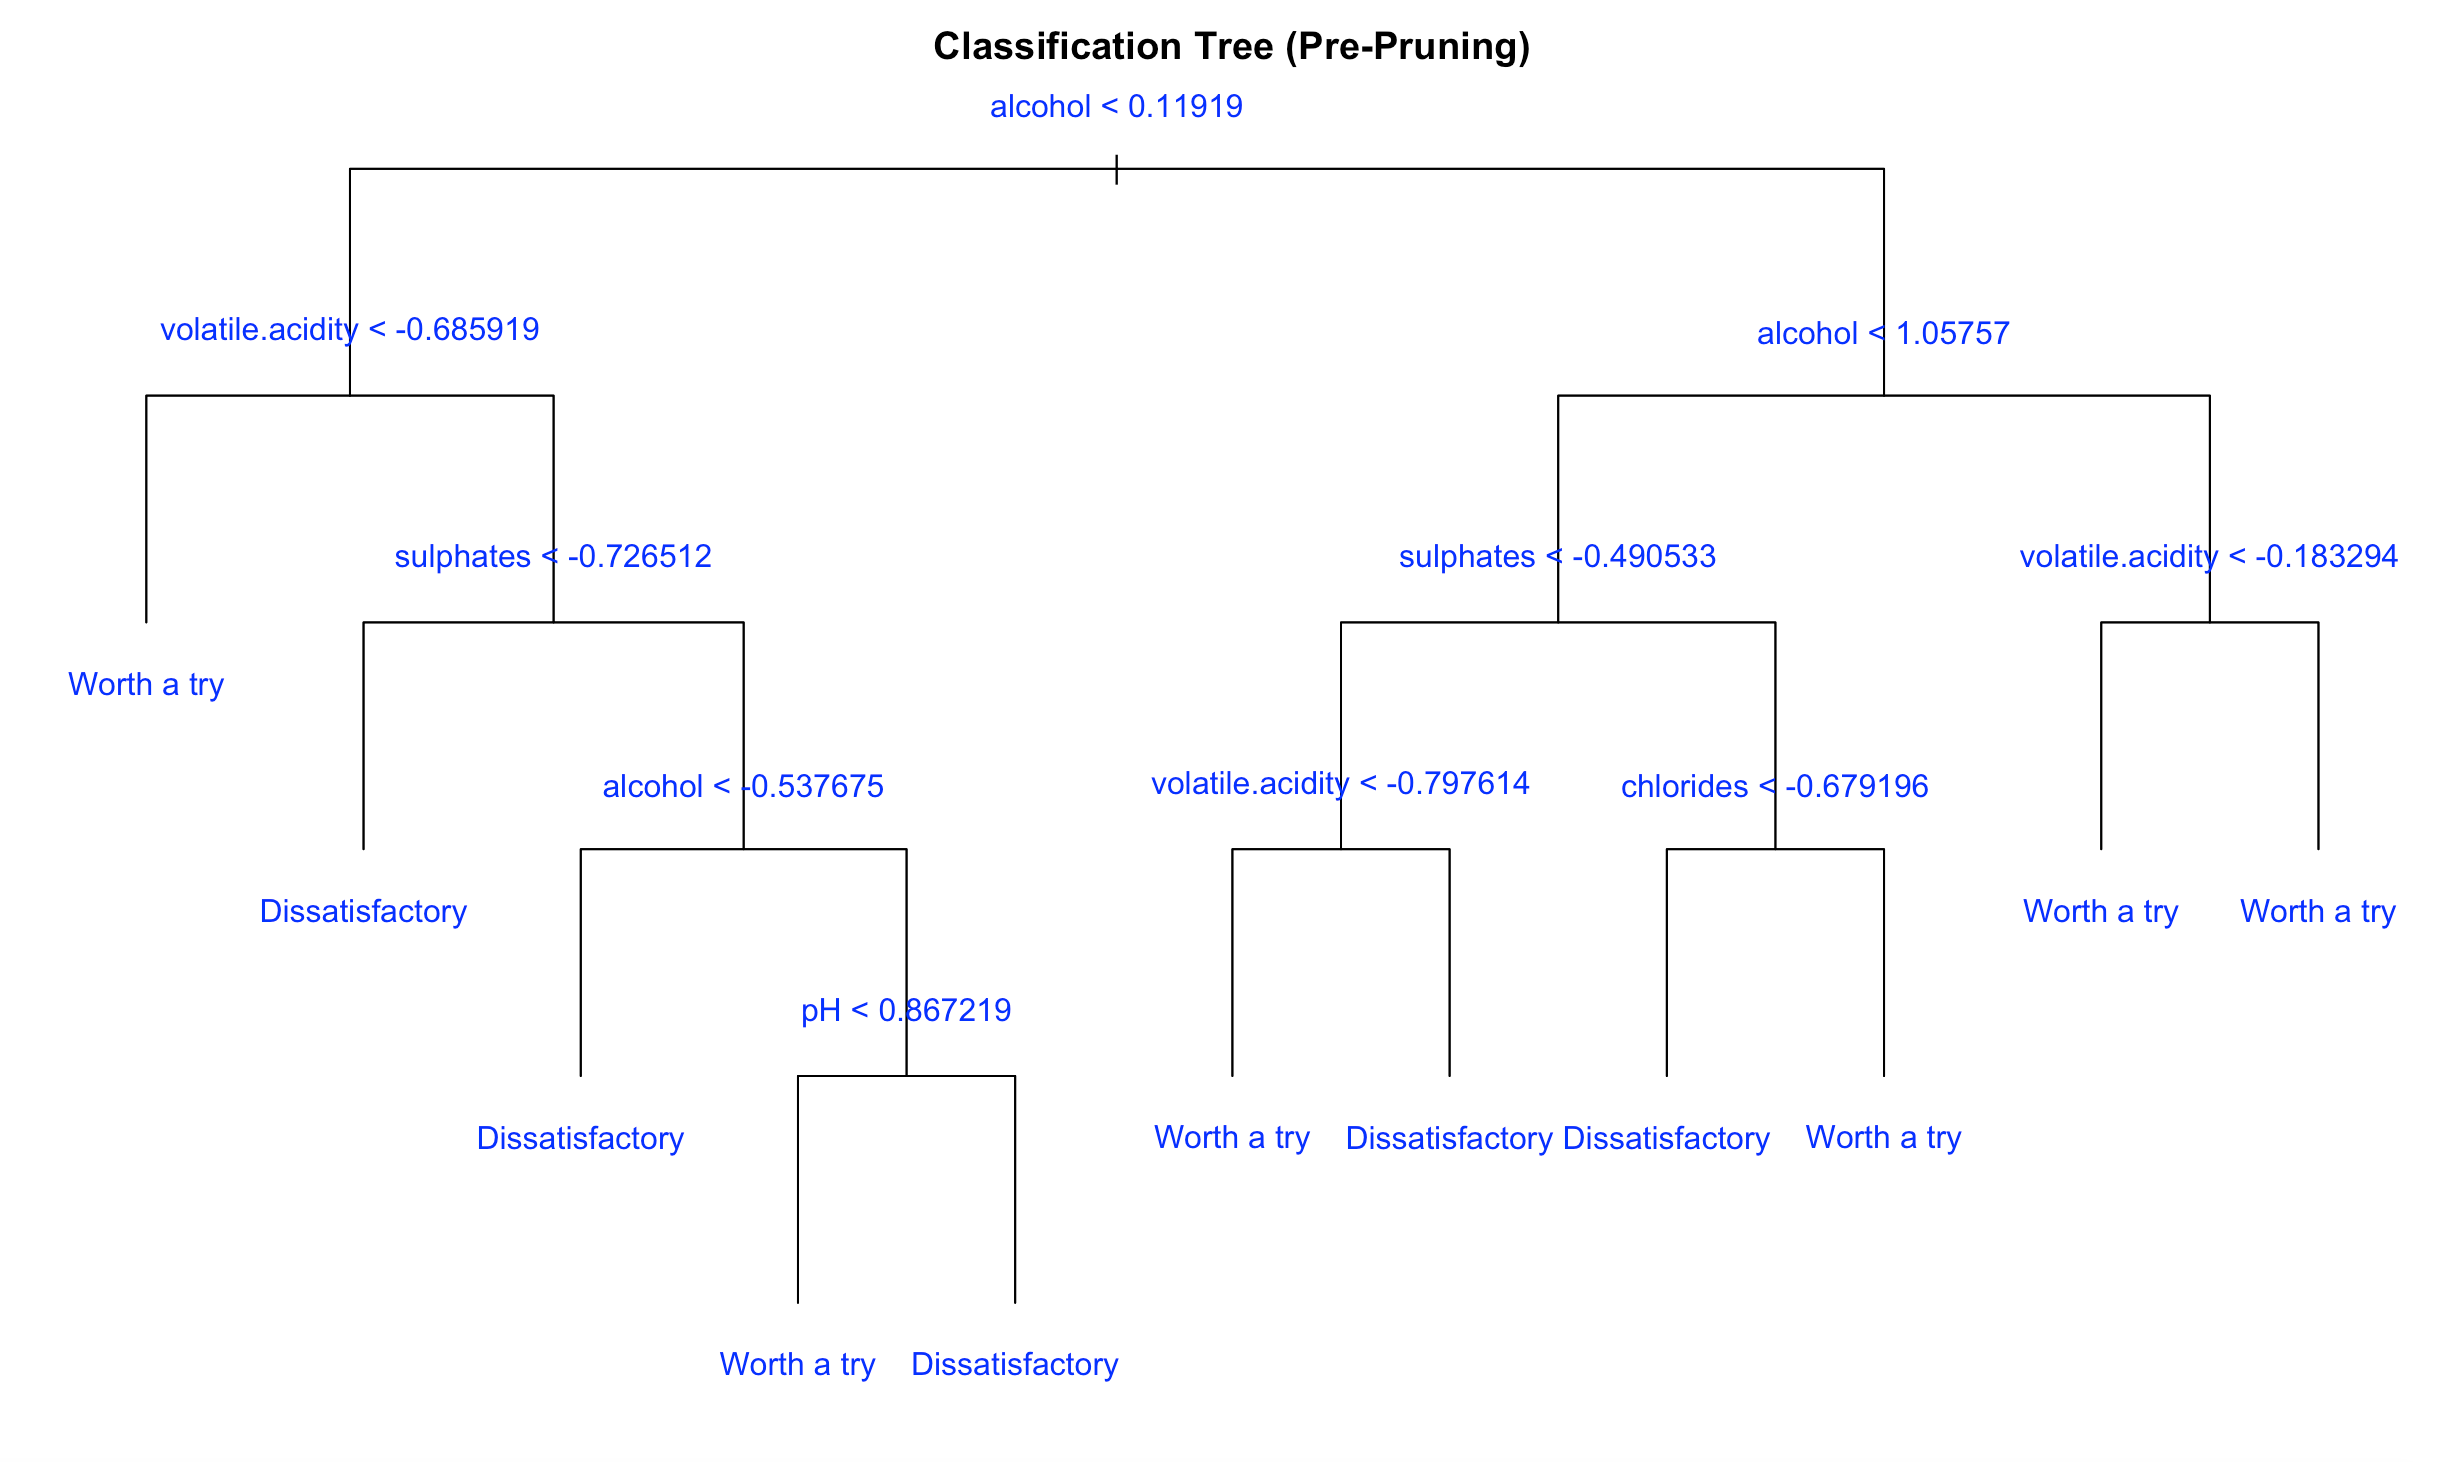 Classification Tree (Pre-Pruning)
alcohol < 0.11919
volatile.acidity < -0.685919
alcohol < 1.05757
sulphates < -0.726512
sulphates < -0.490533
volatile.acidity < -0.183294
Worth a try
alcohol < -0.537675
volatile.acidity < -0.797614
chlorides < -0.679196
Dissatisfactory
Worth a try
Worth a try
pH < 0.867219
Dissatisfactory
Worth a try
Dissatisfactory
Dissatisfactory
Worth a try
Worth a try
Dissatisfactory